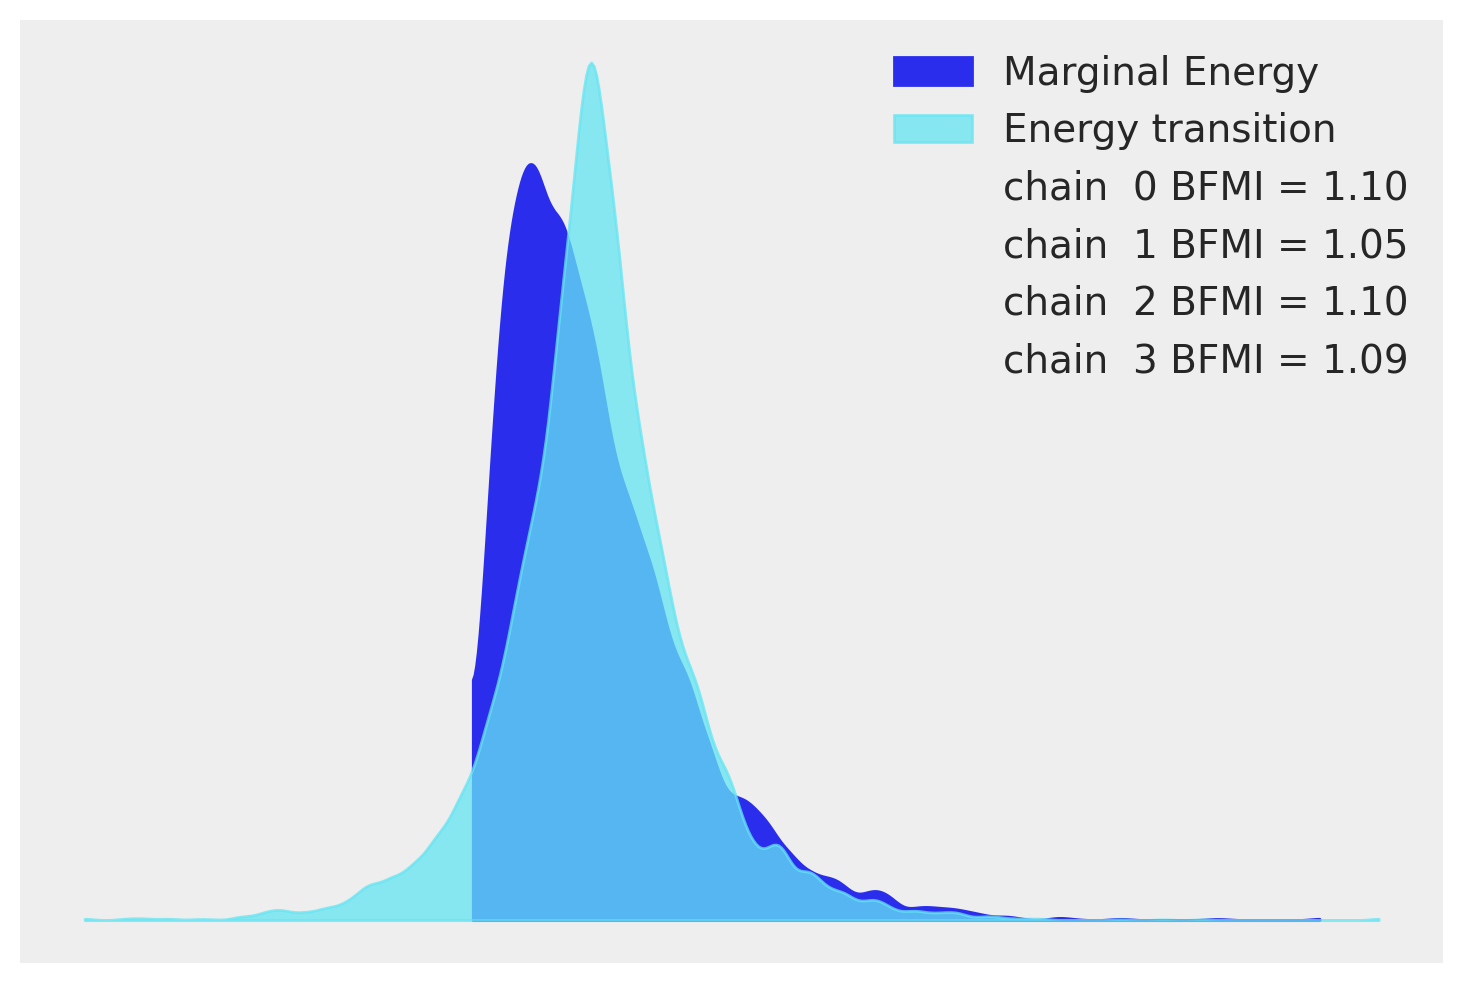 Marginal Energy
Energy transition
chain  0 BFMI = 1.10
chain  1 BFMI = 1.05
chain  2 BFMI = 1.10
chain  3 BFMI = 1.09